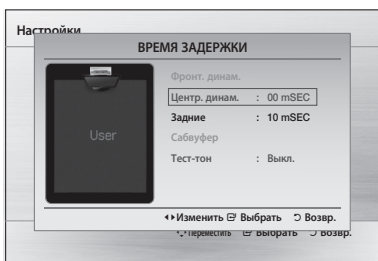 Настройки
ВРЕМЯ ЗАДЕРЖКИ
Фронт. динам.
Центр. динам. : 00 mSEC
Задние : 10 mSEC
User
Сабвуфер
Тест-тон : Выкл.
Изменить Выбрать Возвр.
Переместить Выбрать Возвр.